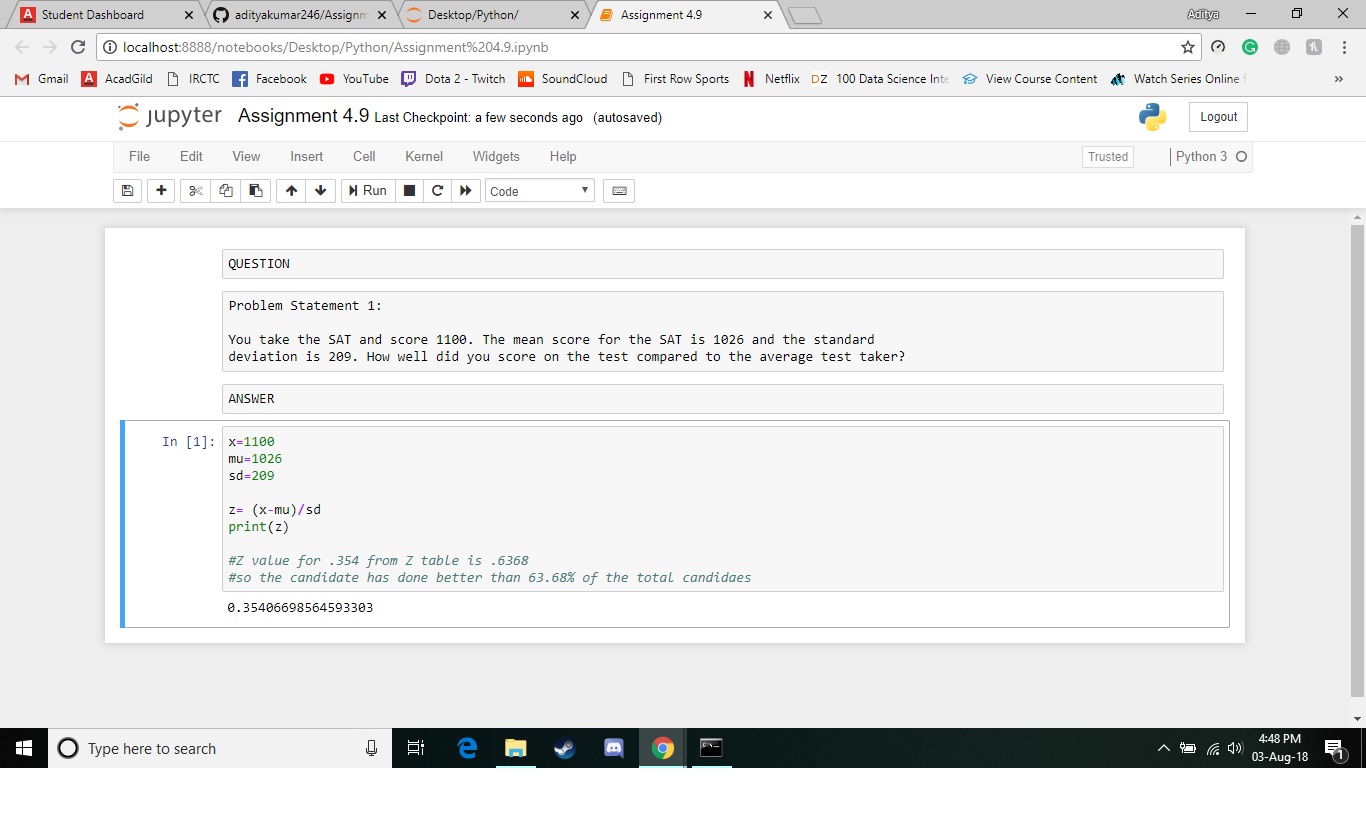 Student Dashboard
adityakumar246/Assignm
Desktop/Python/
Assignment 4.9
Aditya
localhost:8888/notebooks/Desktop/Python/Assignment%204.9.ipynb
Gmail
AcadGild
IRCTC
Facebook
YouTube
Dota 2 - Twitch
SoundCloud
First Row Sports
Netflix
DZ 100 Data Science Inte
View Course Content
Watch Series Online f
»
jupyter Assignment 4.9 Last Checkpoint: a few seconds ago (autosaved)
Logout
File Edit View Insert Cell Kernel Widgets Help
Trusted
Python 3
Run
Code
QUESTION
Problem Statement 1:
You take the SAT and score 1100. The mean score for the SAT is 1026 and the standard
deviation is 209. How well did you score on the test compared to the average test taker?
ANSWER
In [1]:
x=1100
mu=1026
sd=209
z= (x-mu)/sd
print(z)
#Z value for .354 from Z table is .6368
#so the candidate has done better than 63.68% of the total candidaes
0.35406698564593303
Type here to search
4:48 PM
03-Aug-18
1